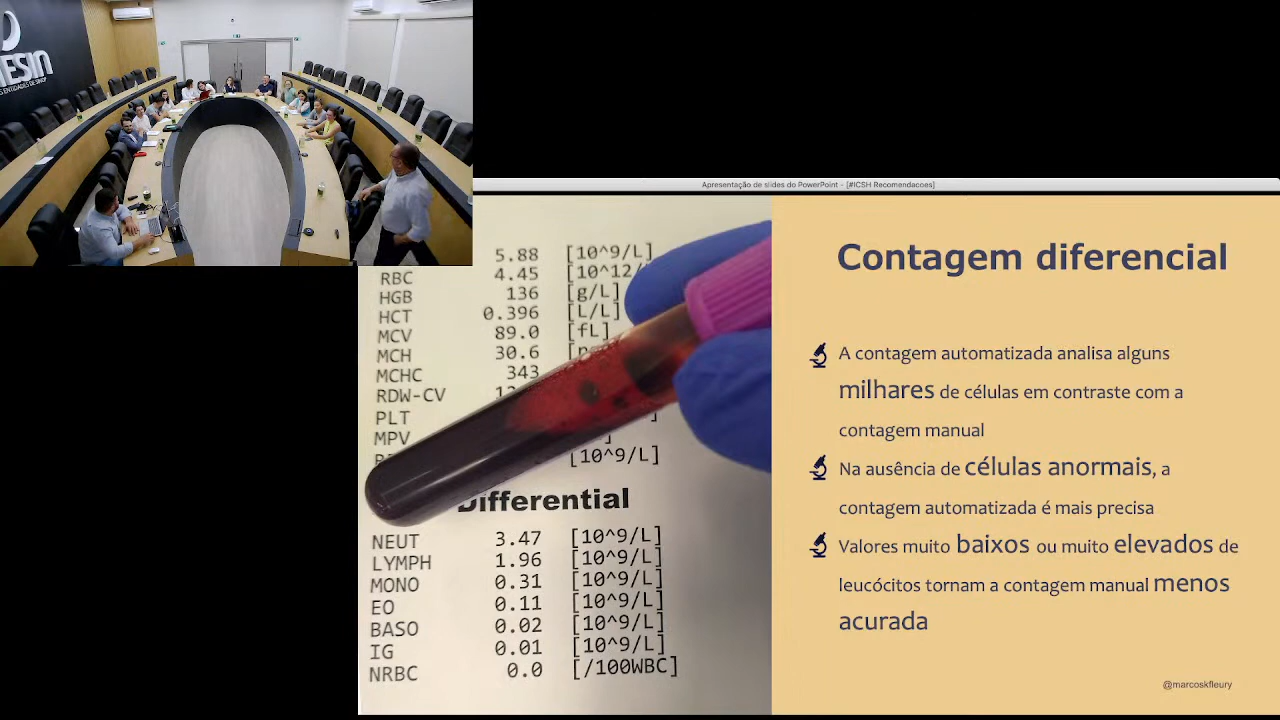 NESIN
AS ENTIDADES DE SINOP
Apresentação de slides do PowerPoint - [#ICSH Recomendacoes]
5.88 [10^9/L]
RBC 4.45 [10^12/
HGB 136 [g/L]
HCT 0.396 [L/L]
MCV 89.0 [fL]
MCH 30.6
MCHC 343
RDW-CV
PLT
MPV
[10^9/L]
Differential
NEUT 3.47 [10^9/L]
LYMPH 1.96 [10^9/L]
MONO 0.31 [10^9/L]
EO 0.11 [10^9/L]
BASO 0.02 [10^9/L]
IG 0.01 [10^9/L]
NRBC 0.0 [/100WBC]
Contagem diferencial
A contagem automatizada analisa alguns
milhares de células em contraste com a
contagem manual
Na ausência de células anormais, a
contagem automatizada é mais precisa
Valores muito baixos ou muito elevados de
leucócitos tornam a contagem manual menos
acurada
@marcoskfleury